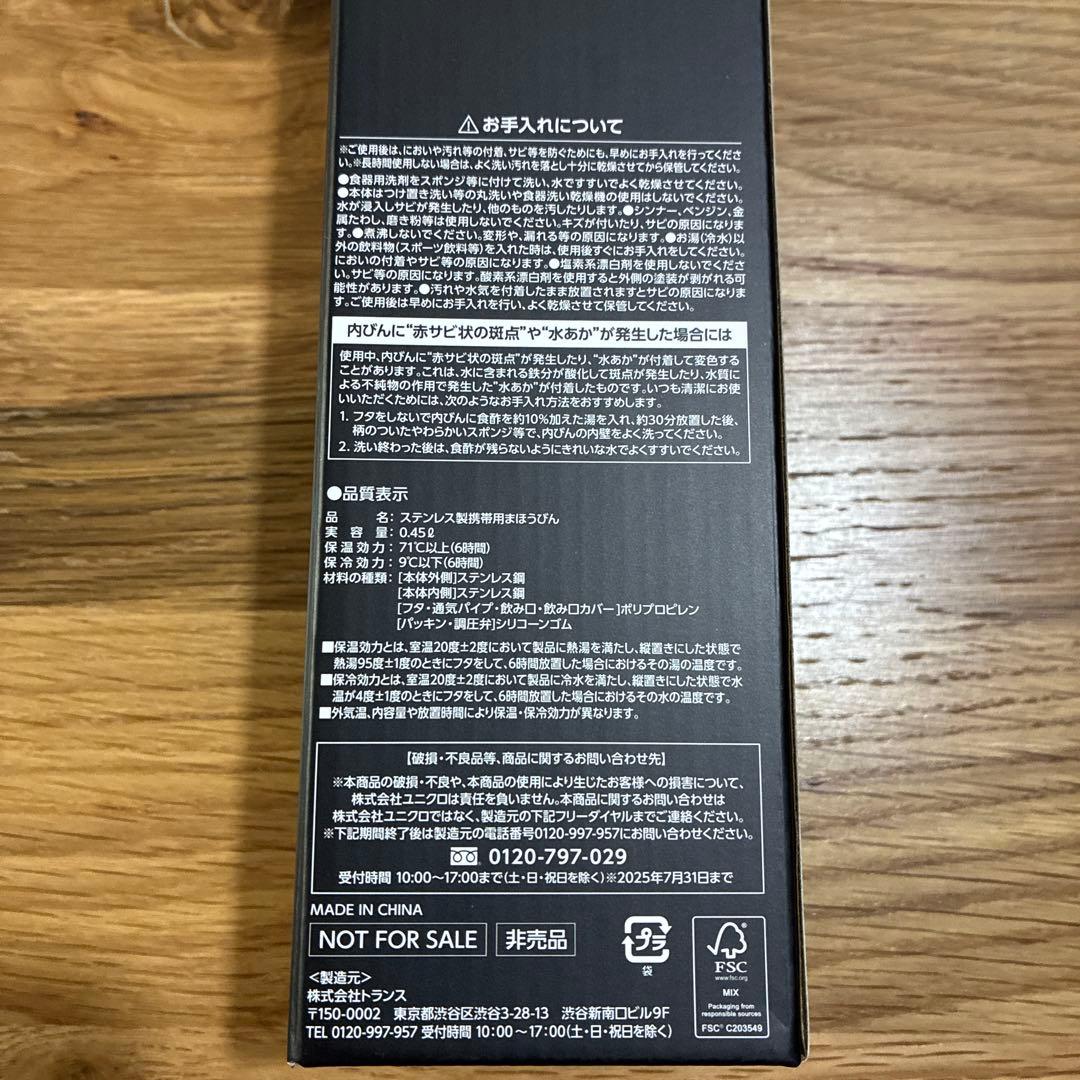 ⚠お手入れについて
※ご使用後は、においや汚れ等の付着、サビ等を防ぐためにも、早めにお手入れを行ってくださ
い。※長時間使用しない場合は、よく洗い汚れを落とし十分に乾燥させてから保管してください。
●食器用洗剤をスポンジ等に付けて洗い、水ですすいでよく乾燥させてください。
●本体はつけ置き洗い等の丸洗いや食器洗い乾燥機の使用はしないでください。
水が浸入しサビが発生したり、他のものを汚したりします。●シンナー、ベンジン、金
属たわし、磨き粉等は使用しないでください。キズが付いたり、サビの原因になりま
す。●煮沸しないでください。変形や、漏れる等の原因になります。●お湯(冷水)以
外の飲料物(スポーツ飲料等)を入れた時は、使用後すぐにお手入れをしてください。
においの付着やサビ等の原因になります。●塩素系漂白剤を使用しないでくださ
い。サビ等の原因になります。酸素系漂白剤を使用すると外側の塗装が剥がれる可
能性があります。●汚れや水気を付着したまま放置されますとサビの原因になりま
す。ご使用後は早めにお手入れを行い、よく乾燥させて保管してください。
内びんに“赤サビ状の斑点”や“水あか”が発生した場合には
使用中、内びんに“赤サビ状の斑点”が発生したり、“水あか”が付着して変色する
ことがあります。これは、水に含まれる鉄分が酸化して斑点が発生したり、水質に
よる不純物の作用で発生した“水あか”が付着したものです。いつも清潔にお使
いいただくためには、次のようなお手入れ方法をおすすめします。
1. フタをしないで内びんに食酢を約10%加えた湯を入れ、約30分放置した後、
柄のついたやわらかいスポンジ等で、内びんの内壁をよく洗ってください。
2. 洗い終わった後は、食酢が残らないようにきれいな水でよくすすいでください。
●品質表示
品 名:ステンレス製携帯用まほうびん
実 容 量:0.45ℓ
保温効力:71℃以上(6時間)
保冷効力:9℃以下(6時間)
材料の種類:[本体外側]ステンレス鋼
[本体内側]ステンレス鋼
[フタ・通気パイプ・飲み口・飲み口カバー]ポリプロピレン
[パッキン・調圧弁]シリコーンゴム
■保温効力とは、室温20度±2度において製品に熱湯を満たし、縦置きにした状態で
熱湯95度±1度のときにフタをして、6時間放置した場合におけるその湯の温度です。
■保冷効力とは、室温20度±2度において製品に冷水を満たし、縦置きにした状態で水
温が4度±1度のときにフタをして、6時間放置した場合におけるその水の温度です。
■外気温、内容量や放置時間により保温・保冷効力が異なります。
【破損・不良品等、商品に関するお問い合わせ先】
※本商品の破損・不良や、本商品の使用により生じたお客様への損害について、
株式会社ユニクロは責任を負いません。本商品に関するお問い合わせは
株式会社ユニクロではなく、製造元の下記フリーダイヤルまでご連絡ください。
※下記期間終了後は製造元の電話番号0120-997-957にお問い合わせください。
0120-797-029
受付時間 10:00〜17:00まで(土・日・祝日を除く)※2025年7月31日まで
MADE IN CHINA
NOT FOR SALE 非売品
プラ
袋
FSC
www.fsc.org
MIX
Packaging from
responsible sources
FSC® C203549
<製造元>
株式会社トランス
〒150-0002 東京都渋谷区渋谷3-28-13 渋谷新南口ビル9F
TEL 0120-997-957 受付時間 10:00〜17:00(土・日・祝日を除く)